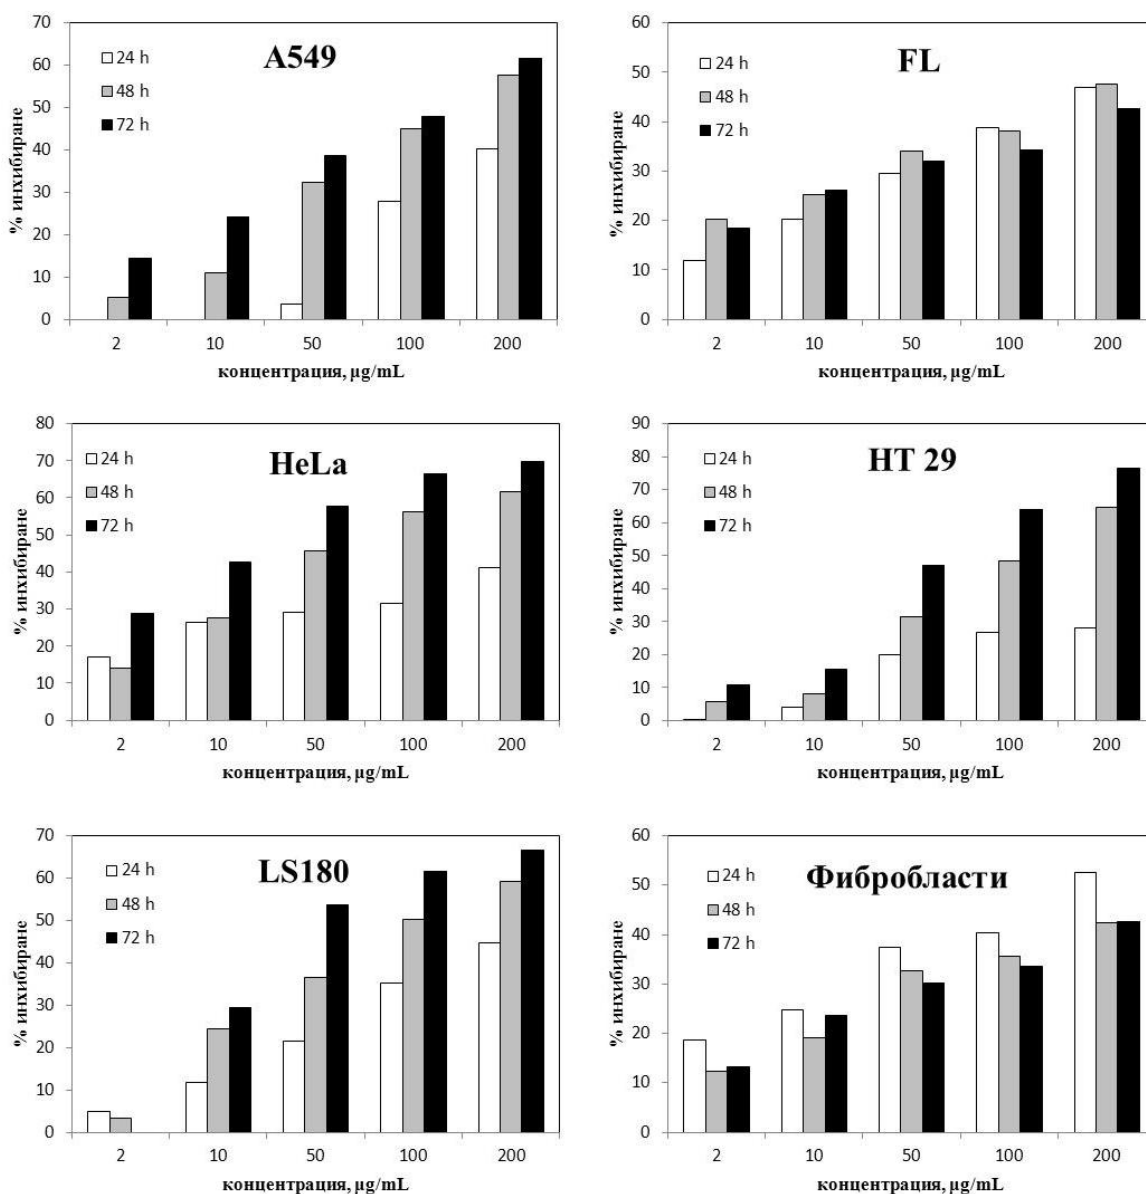 A549
24 h
48 h
72 h
% инхибиране
70
60
50
40
30
20
10
0
2 10 50 100 200
концентрация, µg/mL
FL
24 h
48 h
72 h
% инхибиране
60
50
40
30
20
10
0
2 10 50 100 200
концентрация, µg/mL
HeLa
24 h
48 h
72 h
% инхибиране
80
70
60
50
40
30
20
10
0
2 10 50 100 200
концентрация, µg/mL
HT 29
24 h
48 h
72 h
% инхибиране
90
80
70
60
50
40
30
20
10
0
2 10 50 100 200
концентрация, µg/mL
LS180
24 h
48 h
72 h
% инхибиране
70
60
50
40
30
20
10
0
2 10 50 100 200
концентрация, µg/mL
Фибробласти
24 h
48 h
72 h
% инхибиране
60
50
40
30
20
10
0
2 10 50 100 200
концентрация, µg/mL